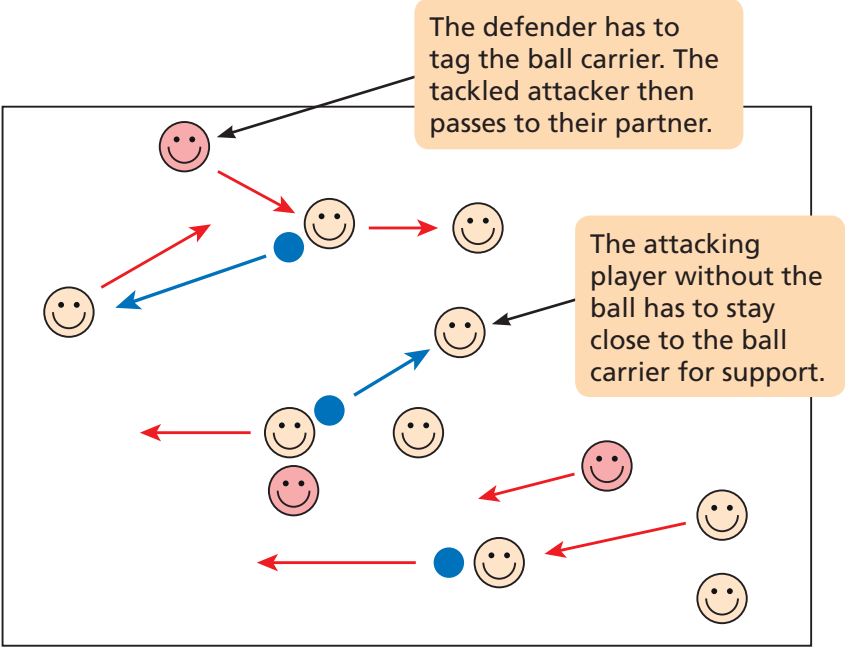 The defender has to
tag the ball carrier. The
tackled attacker then
passes to their partner.
The attacking
player without the
ball has to stay
close to the ball
carrier for support.